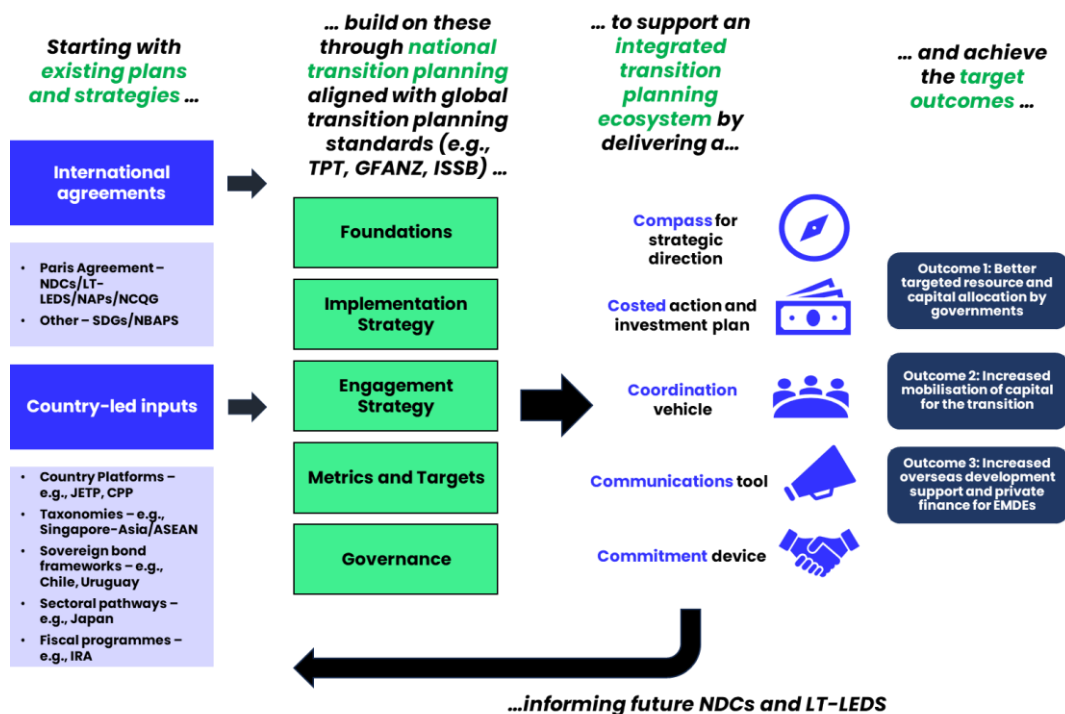 Starting with
existing plans
and strategies ...
International
agreements
• Paris Agreement –
NDCs/LT-
LEDS/NAPs/NCQG
• Other – SDGs/NBAPS
Country-led inputs
• Country Platforms –
e.g., JETP, CPP
• Taxonomies – e.g.,
Singapore-Asia/ASEAN
• Sovereign bond
frameworks – e.g.,
Chile, Uruguay
• Sectoral pathways –
e.g., Japan
• Fiscal programmes –
e.g., IRA
... build on these
through national
transition planning
aligned with global
transition planning
standards (e.g.,
TPT, GFANZ, ISSB) ...
Foundations
Implementation
Strategy
Engagement
Strategy
Metrics and Targets
Governance
... to support an
integrated
transition
planning
ecosystem by
delivering a...
Compass for
strategic
direction
Costed action and
investment plan
Coordination
vehicle
Communications tool
Commitment device
... and achieve
the target
outcomes ...
Outcome 1: Better
targeted resource and
capital allocation by
governments
Outcome 2: Increased
mobilisation of capital
for the transition
Outcome 3: Increased
overseas development
support and private
finance for EMDEs
...informing future NDCs and LT-LEDS